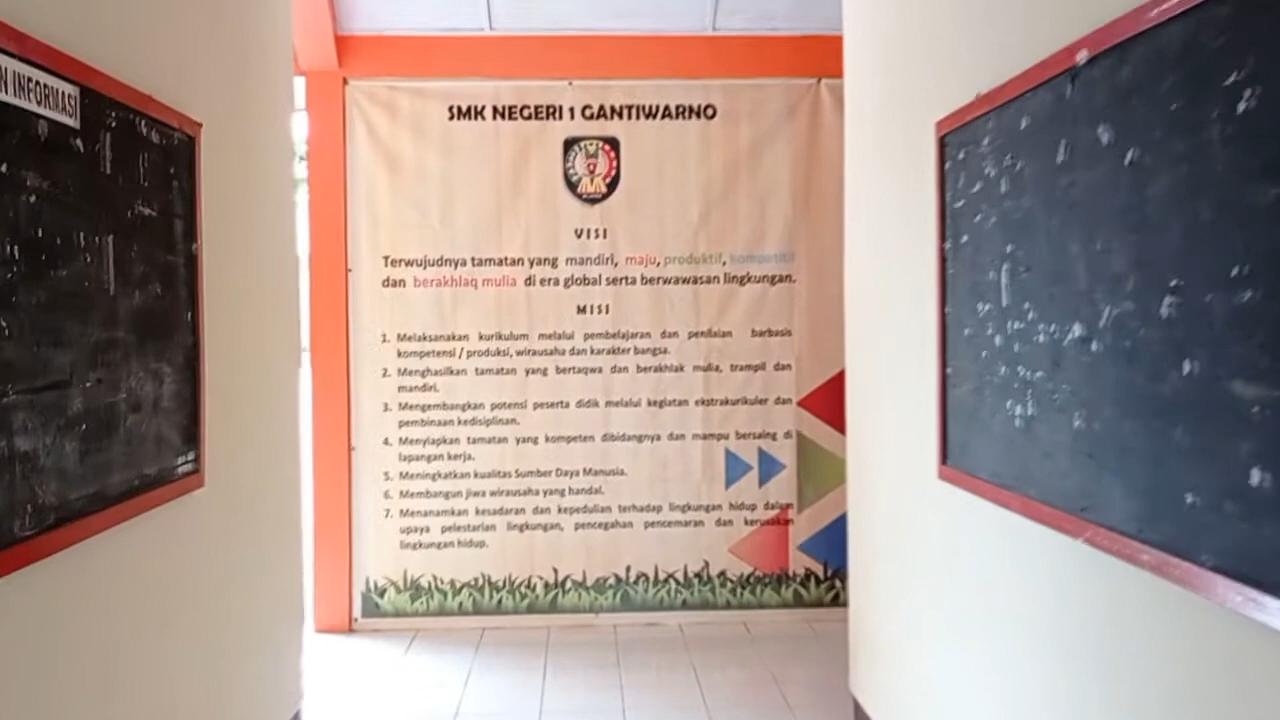 N INFORMASI
SMK NEGERI 1 GANTIWARNO
VISI
Terwujudnya tamatan yang mandiri, maju, produktif, kompetitif
dan berakhlaq mulia di era global serta berwawasan lingkungan.
MISI
1. Melaksanakan kurikulum melalui pembelajaran dan penilaian barbasis
kompetensi / produksi, wirausaha dan karakter bangsa.
2. Menghasilkan tamatan yang bertaqwa dan berakhlak mulia, trampil dan
mandiri.
3. Mengembangkan potensi peserta didik melalui kegiatan ekstrakurikuler dan
pembinaan kedisiplinan.
4. Menyiapkan tamatan yang kompeten dibidangnya dan mampu bersaing di
lapangan kerja.
5. Meningkatkan kualitas Sumber Daya Manusia.
6. Membangun jiwa wirausaha yang handal.
7. Menanamkan kesadaran dan kepedulian terhadap lingkungan hidup dalam
upaya pelestarian lingkungan, pencegahan pencemaran dan kerusakan
lingkungan hidup.